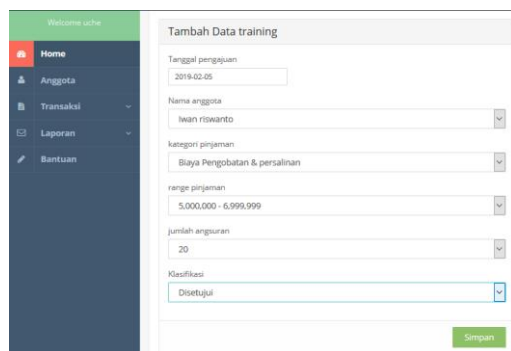 Welcome uche
Home
Anggota
Transaksi
Laporan
Bantuan
Tambah Data training
Tanggal pengajuan
2019-02-05
Nama anggota
Iwan riswanto
kategori pinjaman
Biaya Pengobatan & persalinan
range pinjaman
5,000,000 - 6,999,999
jumlah angsuran
20
Klasifikasi
Disetujui
Simpan